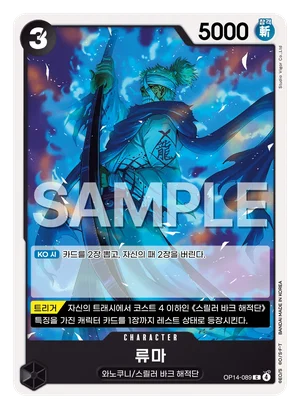 3
5000
참격
斬
SAMPLE
KO 시 카드를 2장 뽑고, 자신의 패 2장을 버린다.
트리거 자신의 트래시에서 코스트 4 이하인 《스릴러 바크 해적단》
특징을 가진 캐릭터 카드를 1장까지 레스트 상태로 등장시킨다.
CHARACTER
류마
와노쿠니/스릴러 바크 해적단
OP14-089 C